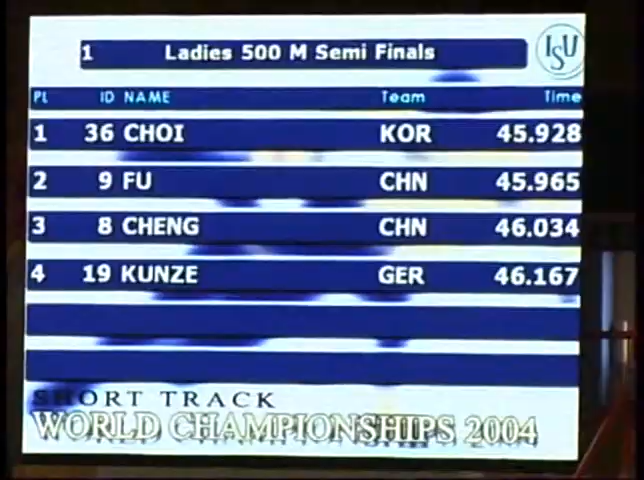 1 Ladies 500 M Semi Finals ISU
PL ID NAME Team Time
1 36 CHOI KOR 45.928
2 9 FU CHN 45.965
3 8 CHENG CHN 46.034
4 19 KUNZE GER 46.167
SHORT TRACK
WORLD CHAMPIONSHIPS 2004